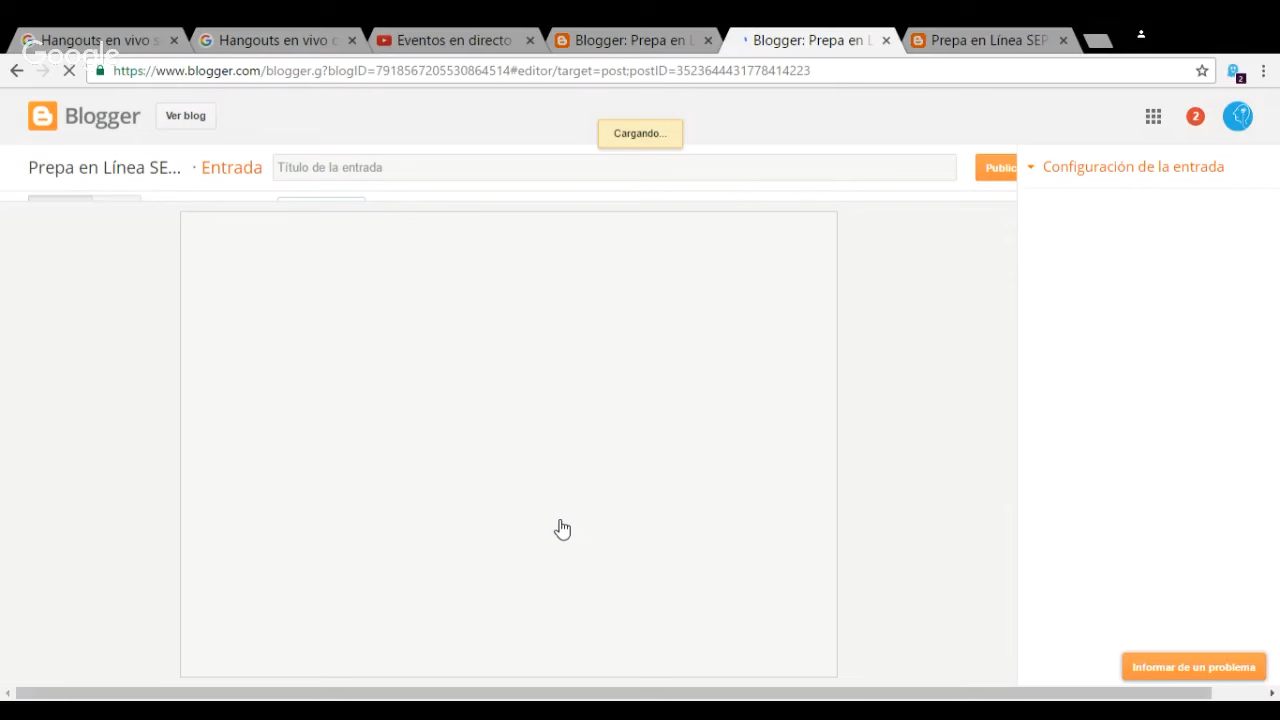 Hangouts en vivo s
Hangouts en vivo c
Eventos en directo
Blogger: Prepa en L
Blogger: Prepa en L
Prepa en Línea SEP
Google
https://www.blogger.com/blogger.g?blogID=7918567205530864514#editor/target=post;postID=3523644431778414223
2
Blogger
Ver blog
Cargando...
2
Prepa en Línea SE... · Entrada
Título de la entrada
Public
Configuración de la entrada
Informar de un problema